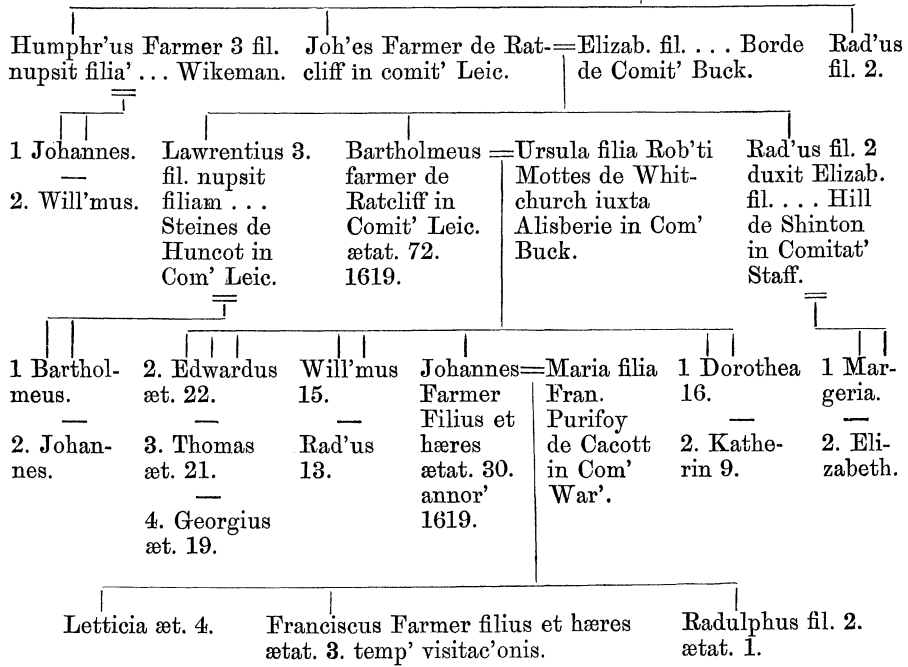 Humphr'us Farmer 3 fil.
nupsit filia' ... Wikeman.
Joh'es Farmer de Rat-
cliff in comit' Leic.
Elizab. fil. . . . Borde
de Comit' Buck.
Rad'us
fil. 2.
1 Johannes.
—
2. Will'mus.
Lawrentius 3.
fil. nupsit
filiam . . .
Steines de
Huncot in
Com' Leic.
Bartholmeus
farmer de
Ratcliff in
Comit' Leic.
ætat. 72.
1619.
Ursula filia Rob'ti
Mottes de Whit-
church iuxta
Alisberie in Com'
Buck.
Rad'us fil. 2
duxit Elizab.
fil. . . . Hill
de Shinton
in Comitat'
Staff.
1 Barthol-
meus.
—
2. Johan-
nes.
2. Edwardus
æt. 22.
—
3. Thomas
æt. 21.
—
4. Georgius
æt. 19.
Will'mus
15.
—
Rad'us
13.
Johannes
Farmer
Filius et
hæres
ætat. 30.
annor'
1619.
Maria filia
Fran.
Purifoy
de Cacott
in Com'
War'.
1 Dorothea
16.
—
2. Kathe-
rin 9.
1 Mar-
geria.
—
2. Eli-
zabeth.
Letticia æt. 4.
Franciscus Farmer filius et hæres
ætat. 3. temp' visitac'onis.
Radulphus fil. 2.
ætat. 1.